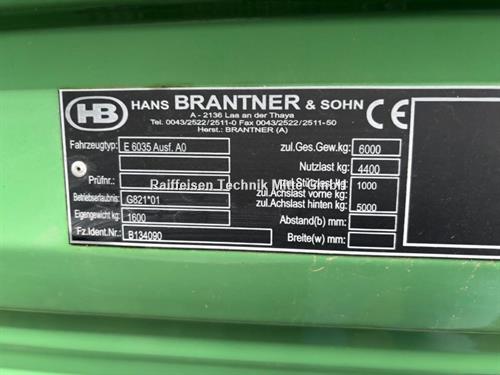 HB HANS BRANTNER & SOHN CE
A - 2136 Laa an der Thaya
Tel. 0043/2522/2511-0 Fax 0043/2522/2511-50
Herst.: BRANTNER (A)
Fahrzeugtyp: E 6035 Ausf. A0
Prüfnr.:
Betriebserlaubnis: G821*01
Eigengewicht kg: 1600
Fz.Ident.Nr.: B134090
zul.Ges.Gew.kg: 6000
Nutzlast kg: 4400
zul.Stützlast kg: 1000
zul.Achslast vorne kg:
zul.Achslast hinten kg: 5000
Abstand(b) mm:
Breite(w) mm:
Raiffeisen Technik Mitte GmbH